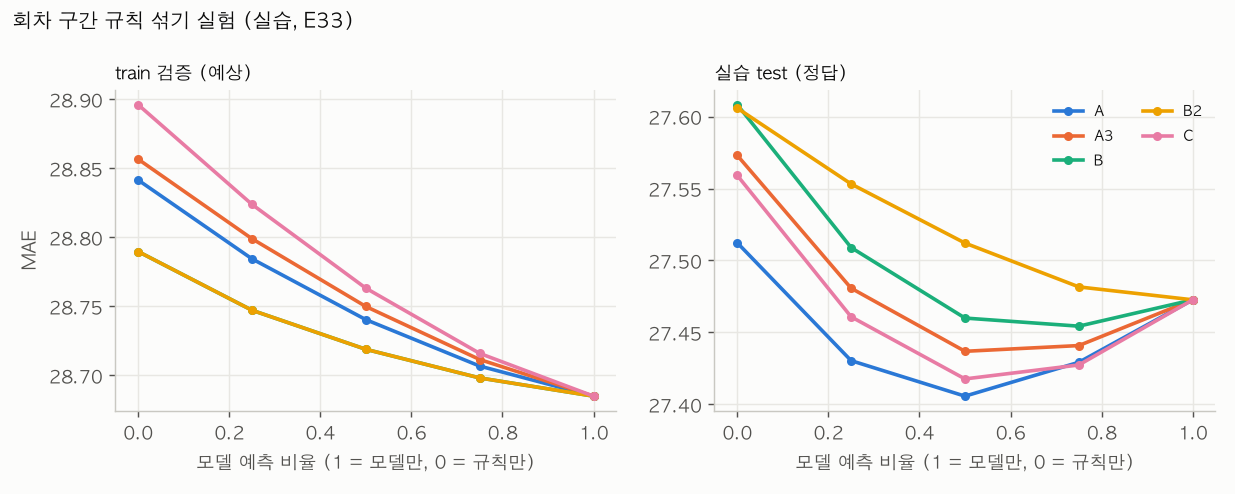 회차 구간 규칙 섞기 실험 (실습, E33)
train 검증 (예상)
28.90
28.85
28.80
28.75
28.70
MAE
0.0 0.2 0.4 0.6 0.8 1.0
모델 예측 비율 (1 = 모델만, 0 = 규칙만)
실습 test (정답)
A B2
A3 C
B
27.60
27.55
27.50
27.45
27.40
0.0 0.2 0.4 0.6 0.8 1.0
모델 예측 비율 (1 = 모델만, 0 = 규칙만)